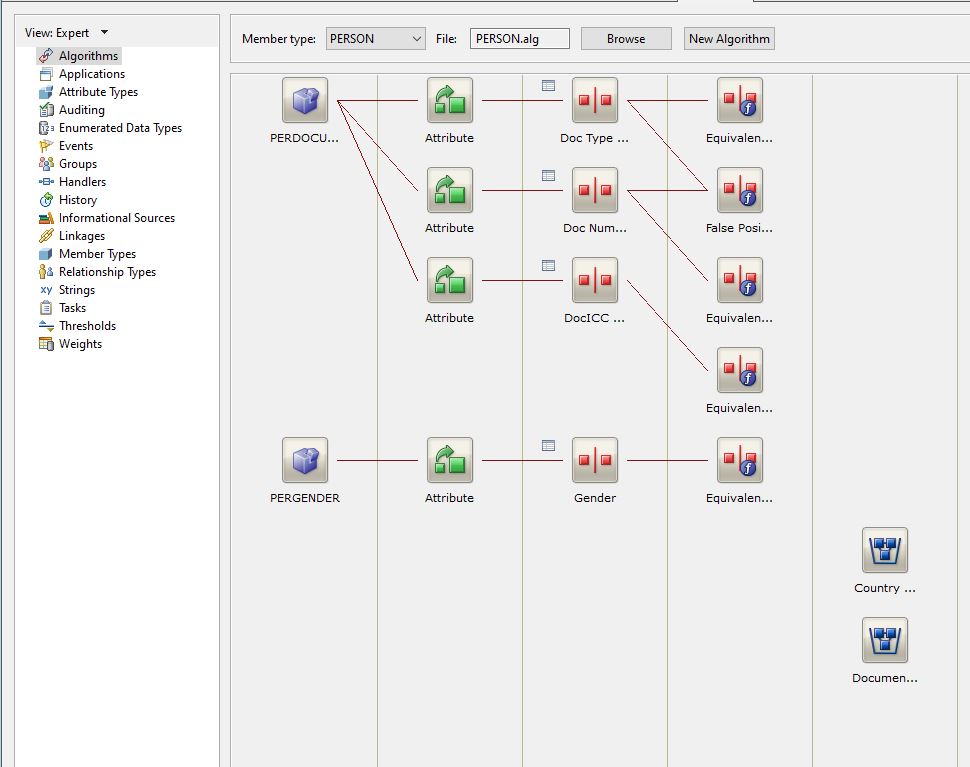 View: Expert
Algorithms
Applications
Attribute Types
Auditing
Enumerated Data Types
Events
Groups
Handlers
History
Informational Sources
Linkages
Member Types
Relationship Types
Strings
Tasks
Thresholds
Weights
Member type: PERSON File: PERSON.alg Browse New Algorithm
PERDOCU... Attribute Doc Type ... Equivalen...
Attribute Doc Num... False Posi...
Attribute DocICC ... Equivalen...
Equivalen...
PERGENDER Attribute Gender Equivalen...
Country ...
Documen...